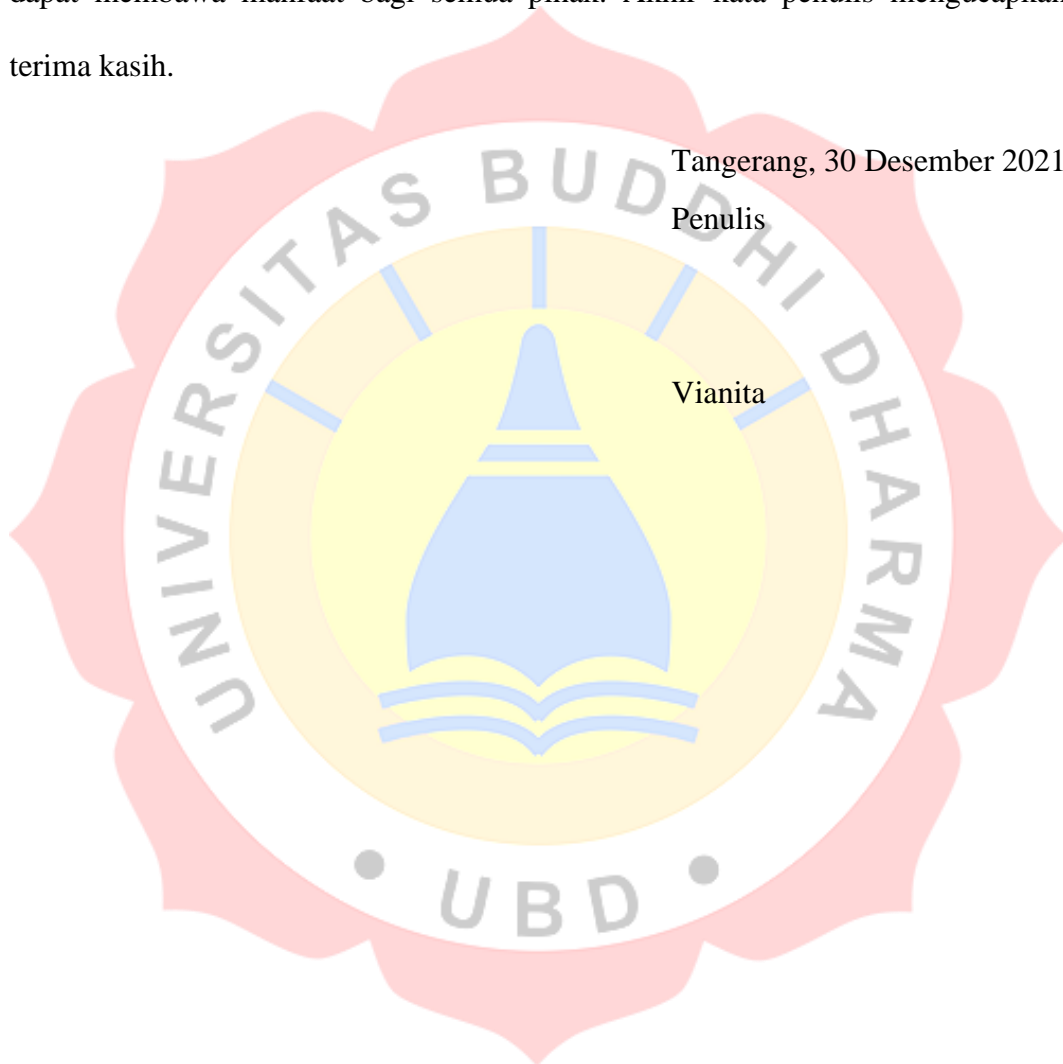 dapat membawa manfaat bagi semua pihak. Akhir kata penulis mengucapkan
terima kasih.
Tangerang, 30 Desember 2021
Penulis
Vianita
UNIVERSITAS BUDDHI DHARMA
• UBD •